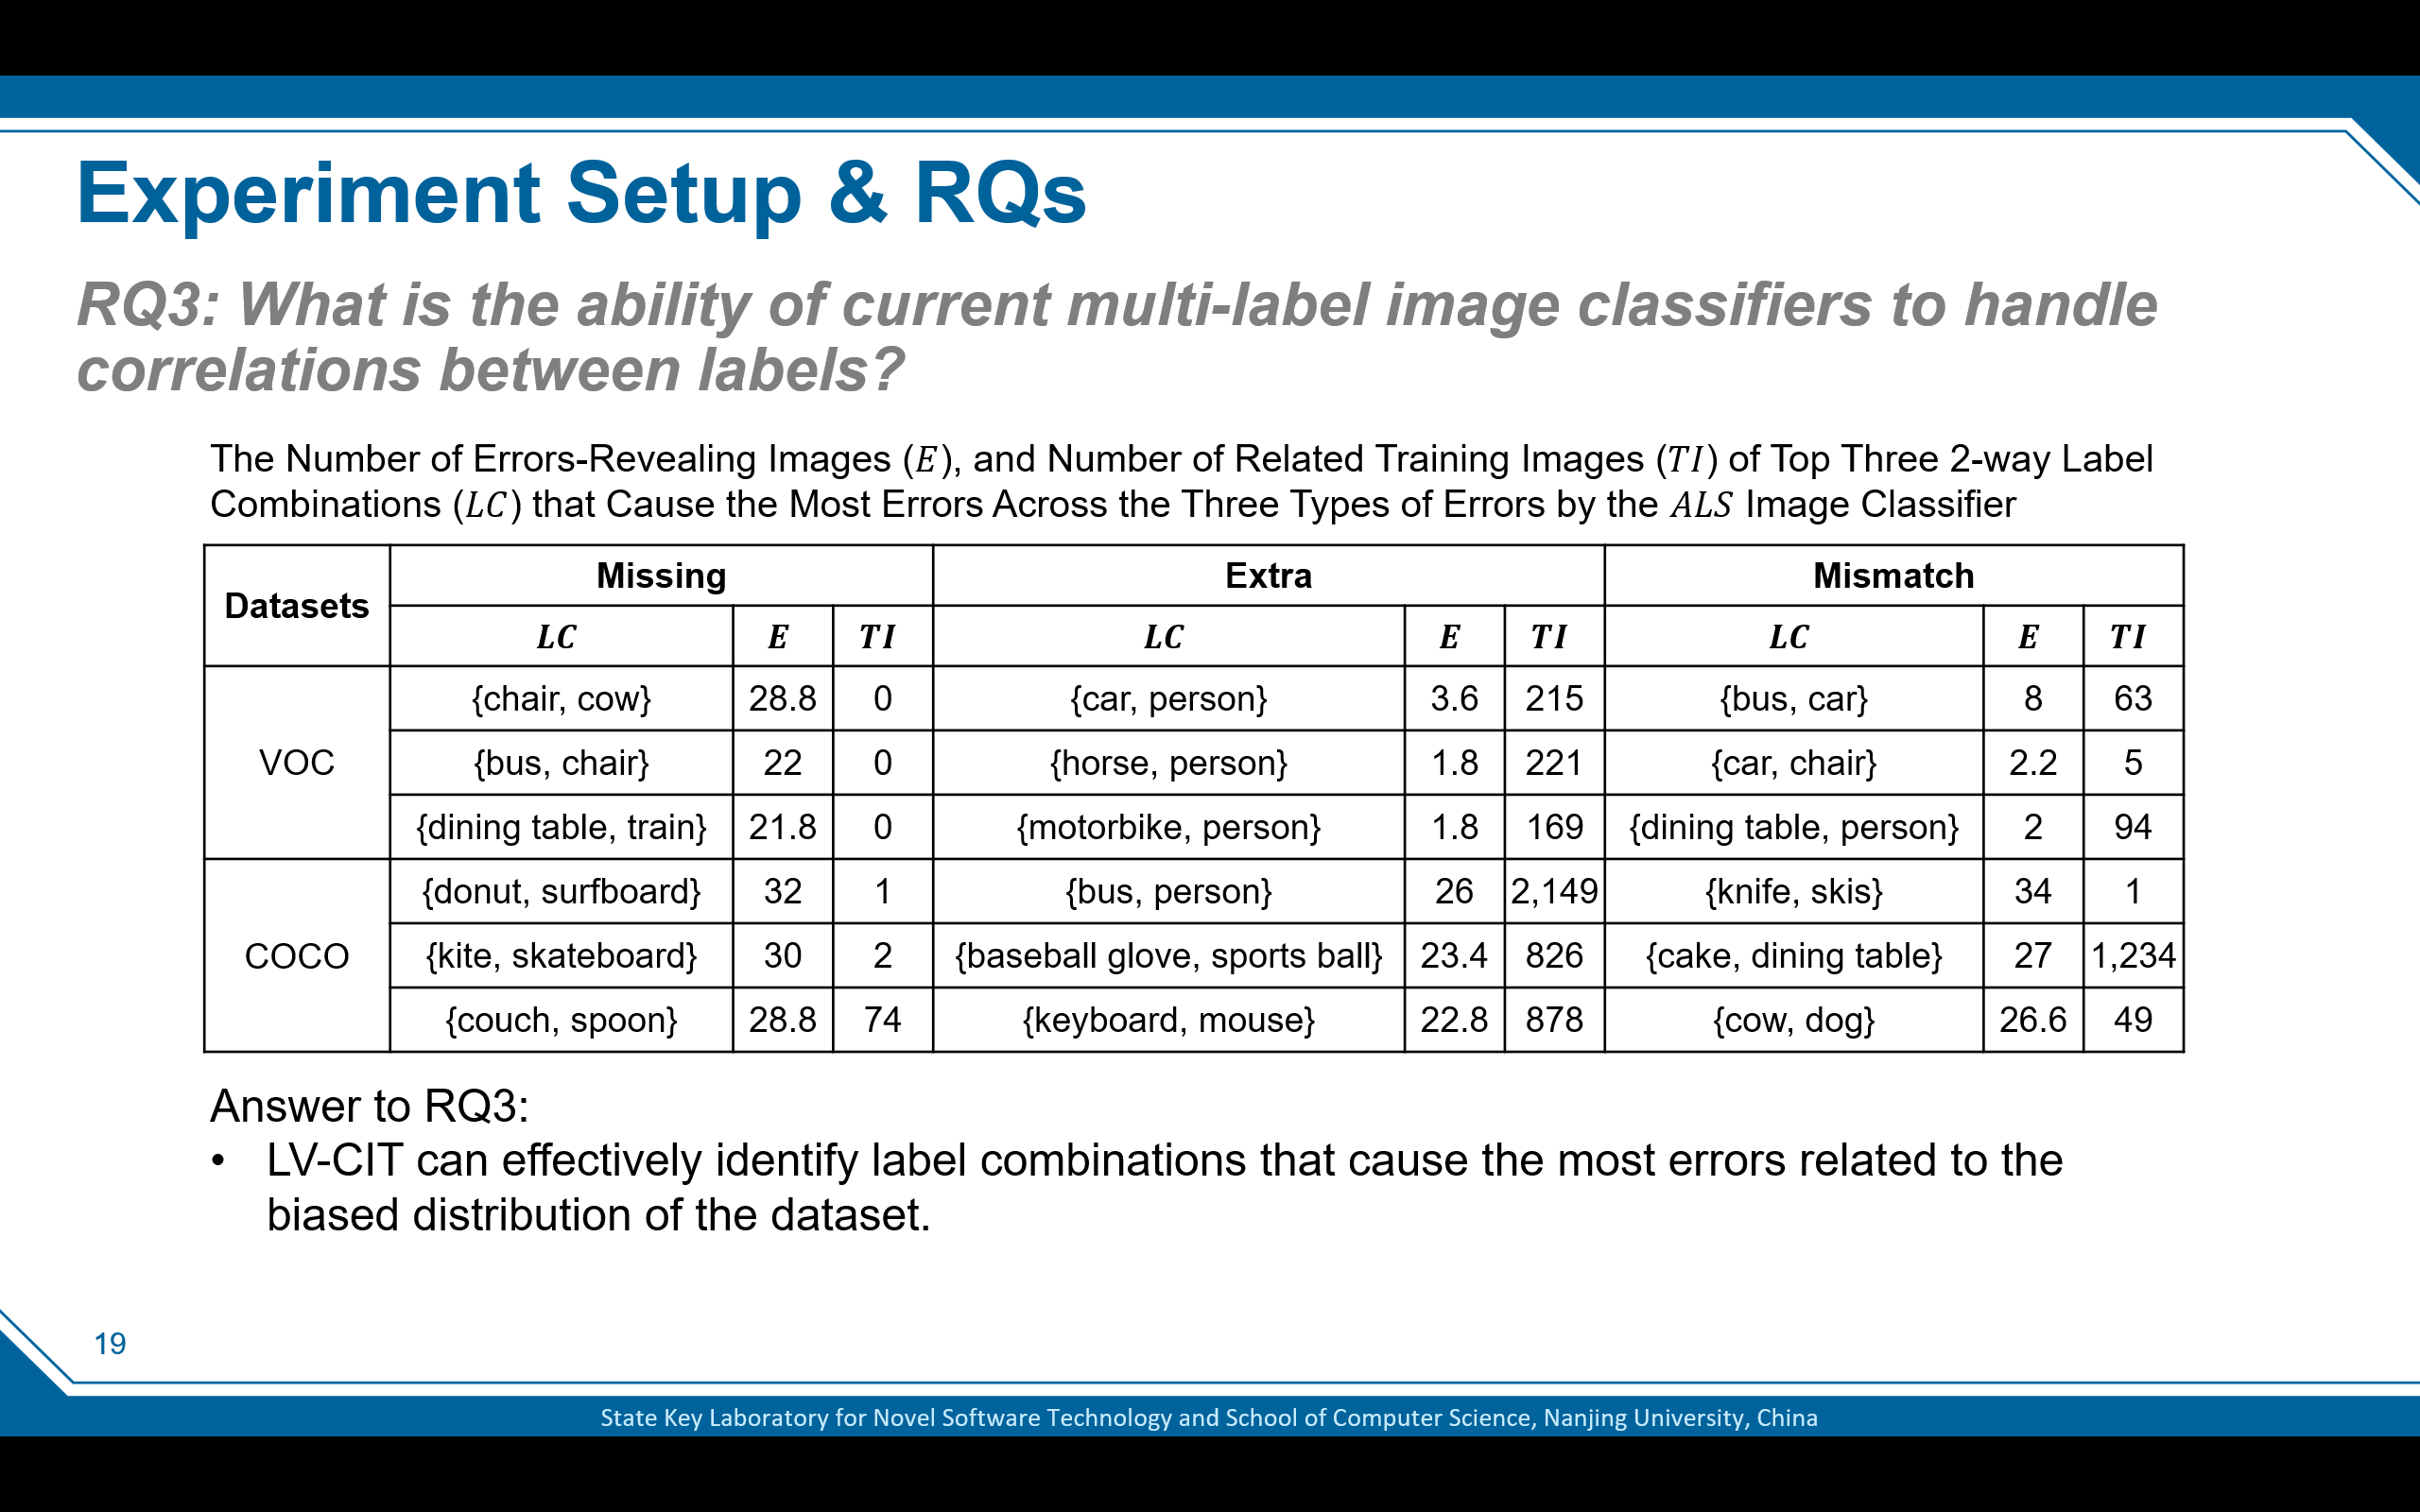 Experiment Setup & RQs
RQ3: What is the ability of current multi-label image classifiers to handle
correlations between labels?
The Number of Errors-Revealing Images (E), and Number of Related Training Images (TI) of Top Three 2-way Label
Combinations (LC) that Cause the Most Errors Across the Three Types of Errors by the ALS Image Classifier
Datasets Missing Extra Mismatch
LC E TI LC E TI LC E TI
VOC {chair, cow} 28.8 0 {car, person} 3.6 215 {bus, car} 8 63
{bus, chair} 22 0 {horse, person} 1.8 221 {car, chair} 2.2 5
{dining table, train} 21.8 0 {motorbike, person} 1.8 169 {dining table, person} 2 94
COCO {donut, surfboard} 32 1 {bus, person} 26 2,149 {knife, skis} 34 1
{kite, skateboard} 30 2 {baseball glove, sports ball} 23.4 826 {cake, dining table} 27 1,234
{couch, spoon} 28.8 74 {keyboard, mouse} 22.8 878 {cow, dog} 26.6 49
Answer to RQ3:
• LV-CIT can effectively identify label combinations that cause the most errors related to the
biased distribution of the dataset.
19
State Key Laboratory for Novel Software Technology and School of Computer Science, Nanjing University, China